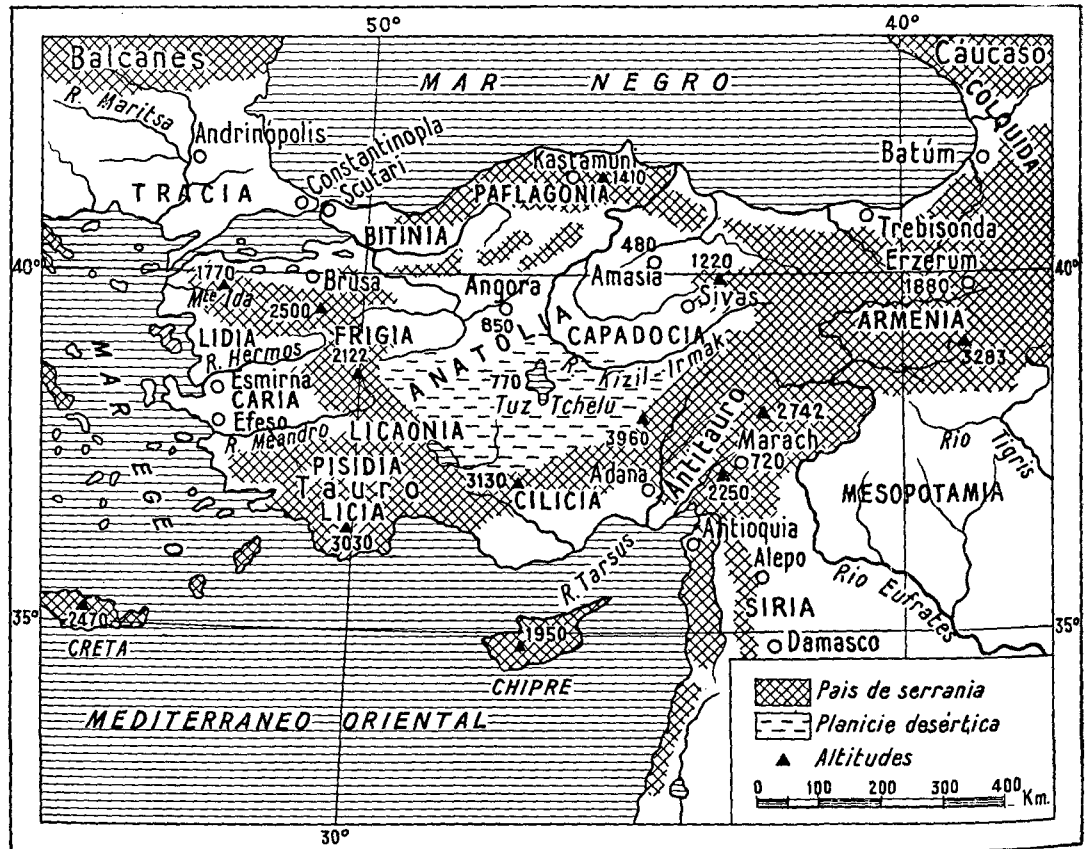 50°
40°
MAR NEGRO
Balcanes
Cáucaso
R. Maritsa
COLQUIDA
Andrinópolis
Constantinopla
Scutari
Kastamuni
1410
Batúm
TRACIA
PAFLAGONIA
BITINIA
Trebisonda
480
Amasia
1220
Erzerum
40°
40°
1770
Mte Ida
Brusa
Angora
Sivas
1880
2500
850
ARMENIA
LIDIA
FRIGIA
CAPADOCIA
R. Hermos
2122
ANATOLIA
R. Kizil-Irmak
3283
MAR EGEO
Esmirna
CARIA
770
Tuz Tchelu
2742
Efeso
R. Meandro
LICAONIA
3960
Antitauro
Marach
720
Rio Tigris
PISIDIA
Tauro
3130
CILICIA
Adana
2250
MESOPOTAMIA
LICIA
3030
Antioquia
Alepo
R. Tarsus
Rio Eufrates
2470
CRETA
35°
1950
CHIPRE
SIRIA
35°
Damasco
MEDITERRANEO ORIENTAL
Pais de serrania
Planicie desértica
Altitudes
0 100 200 300 400 Km.
30°